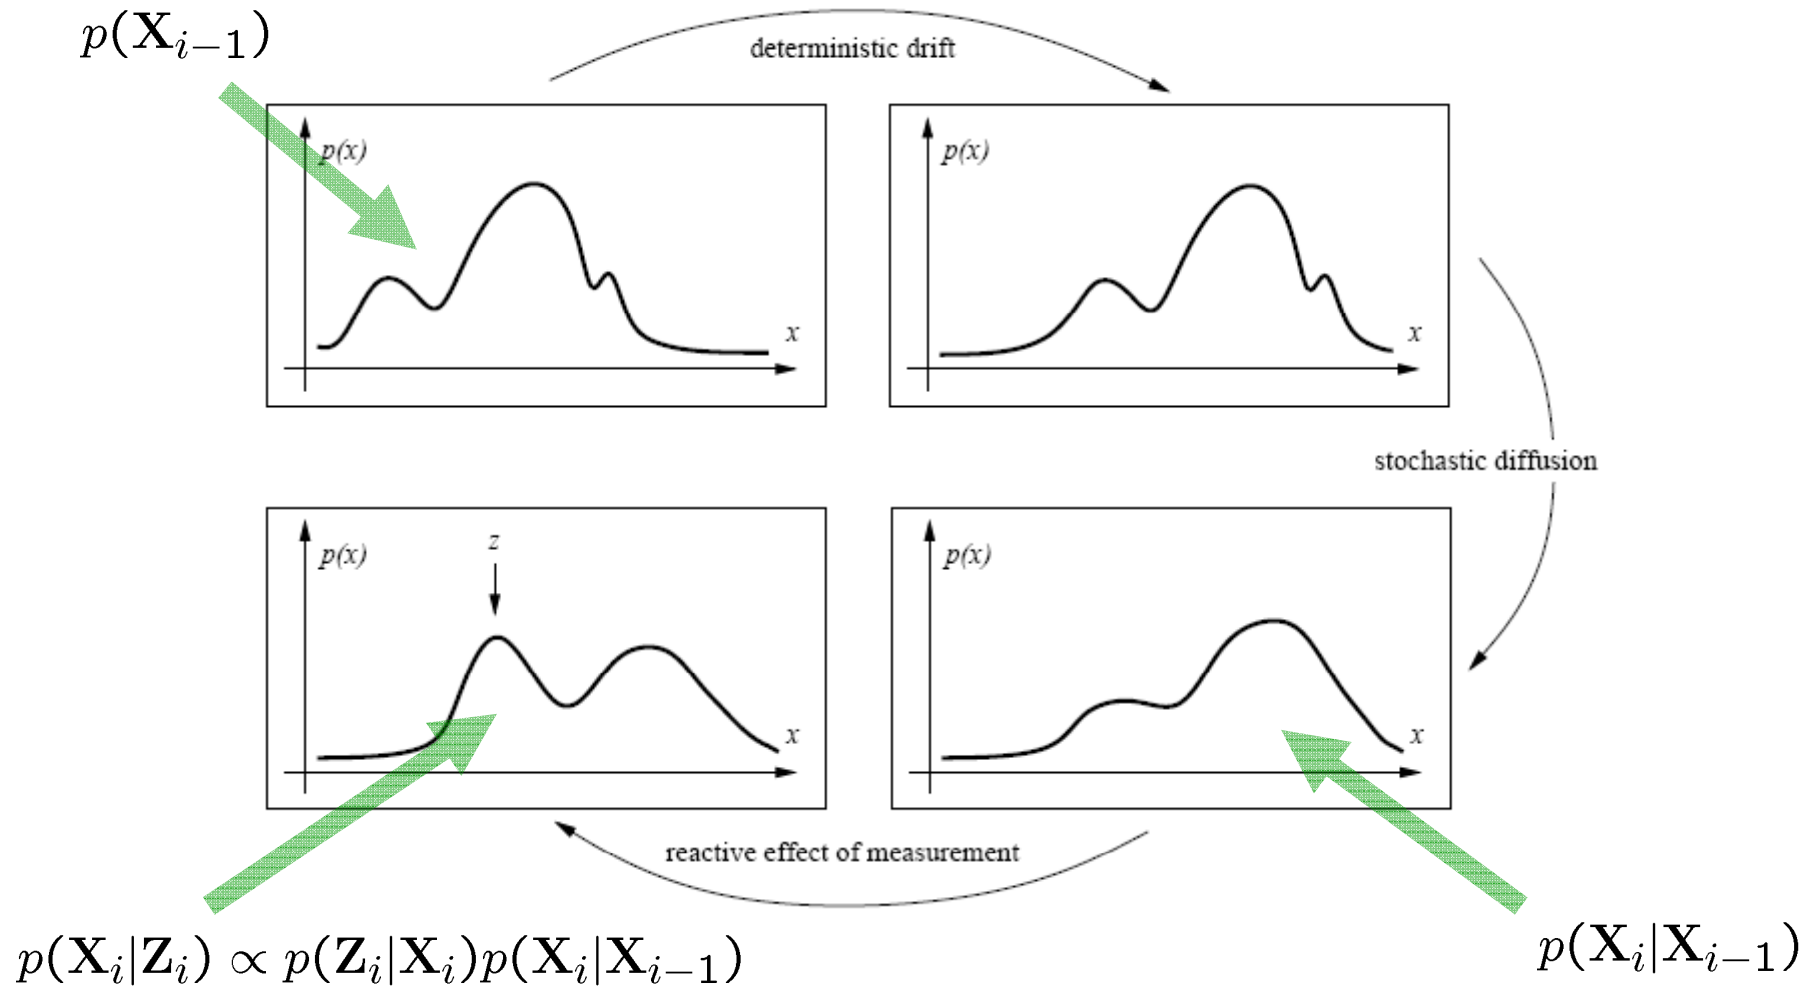 p(X_{i−1})
deterministic drift
p(x)
x
p(x)
x
stochastic diffusion
z
p(x)
x
p(x)
x
reactive effect of measurement
p(X_i|Z_i) ∝ p(Z_i|X_i)p(X_i|X_{i−1})
p(X_i|X_{i−1})